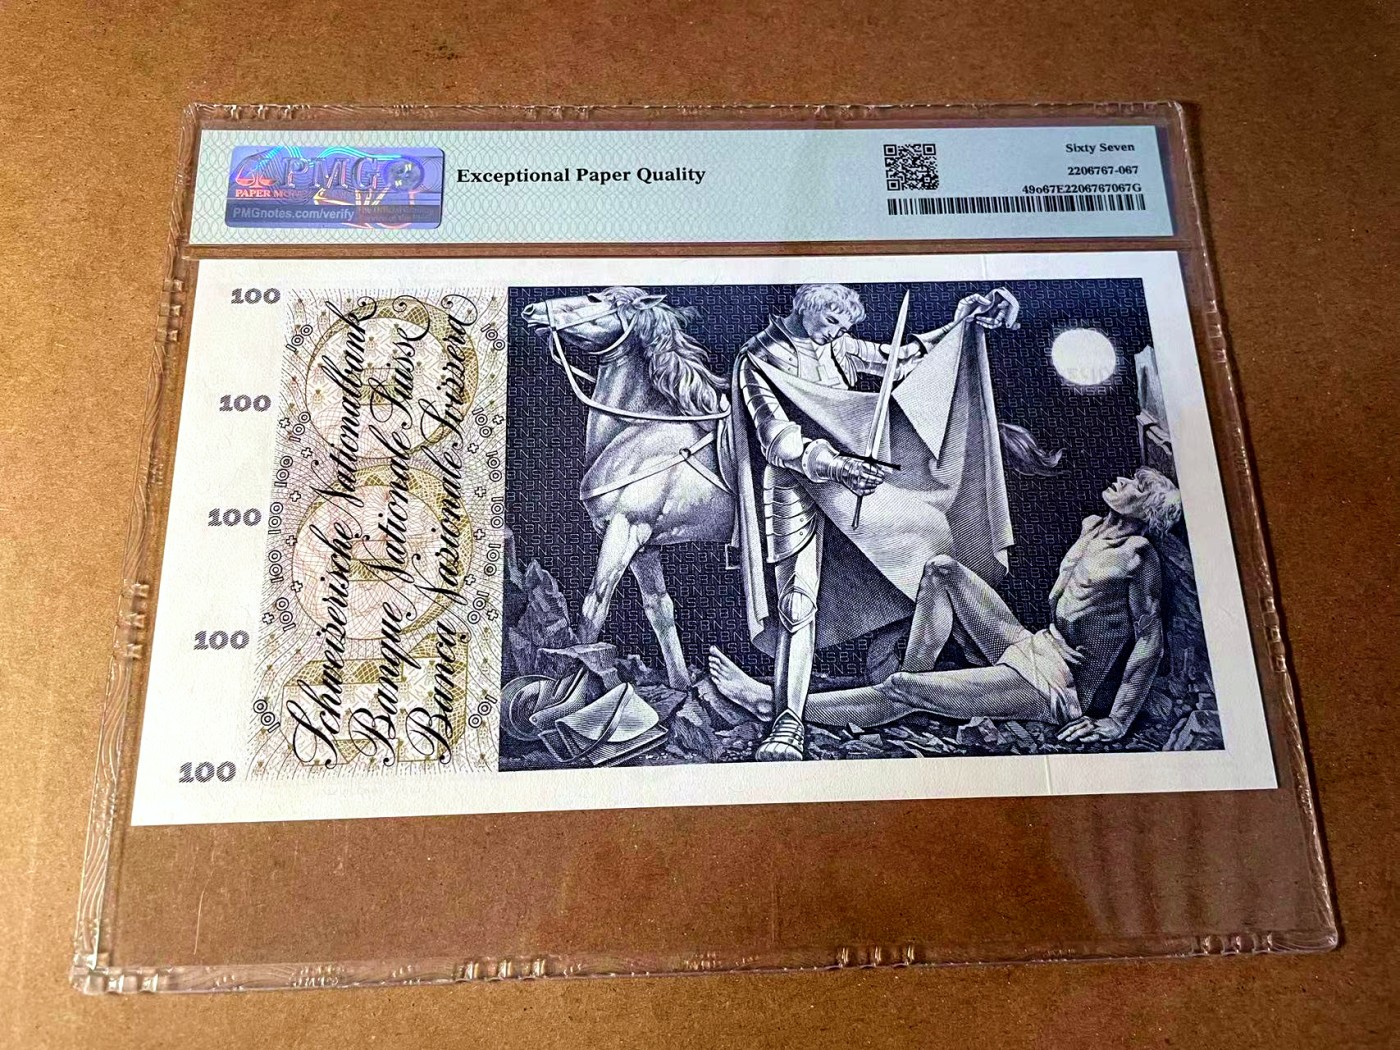 PMG
PAPER MO
PMGnotes.com/verify
Exceptional Paper Quality
Sixty Seven
2206767-067
49o67E2206767067G
100
100
100
100
100
Schweizerische Nationalbank
Banque Nationale Suisse
Banca Nazionale Svizzera